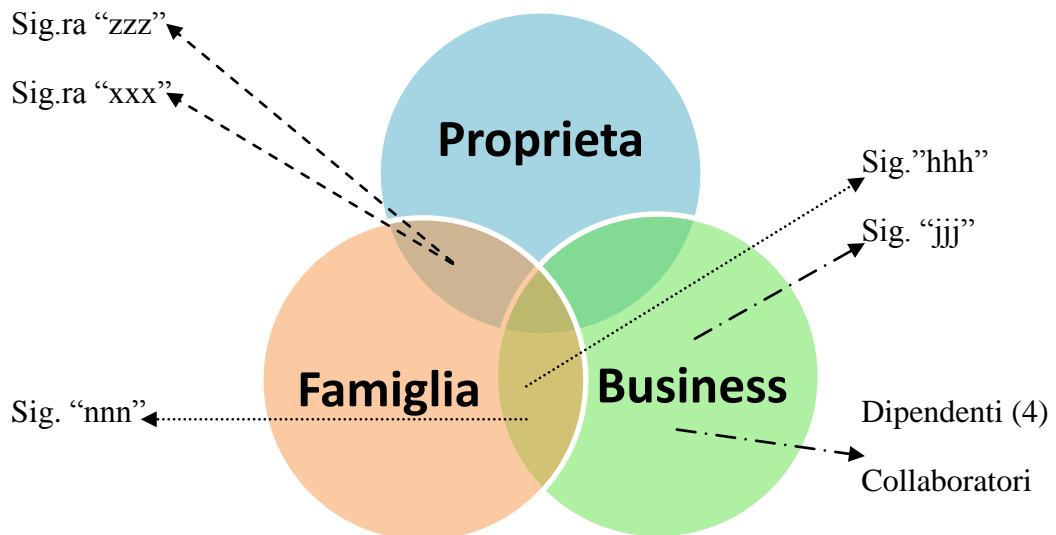 Sig.ra “zzz”
Sig.ra “xxx”
Proprieta
Sig.”hhh”
Sig. “jjj”
Famiglia
Business
Sig. “nnn”
Dipendenti (4)
Collaboratori